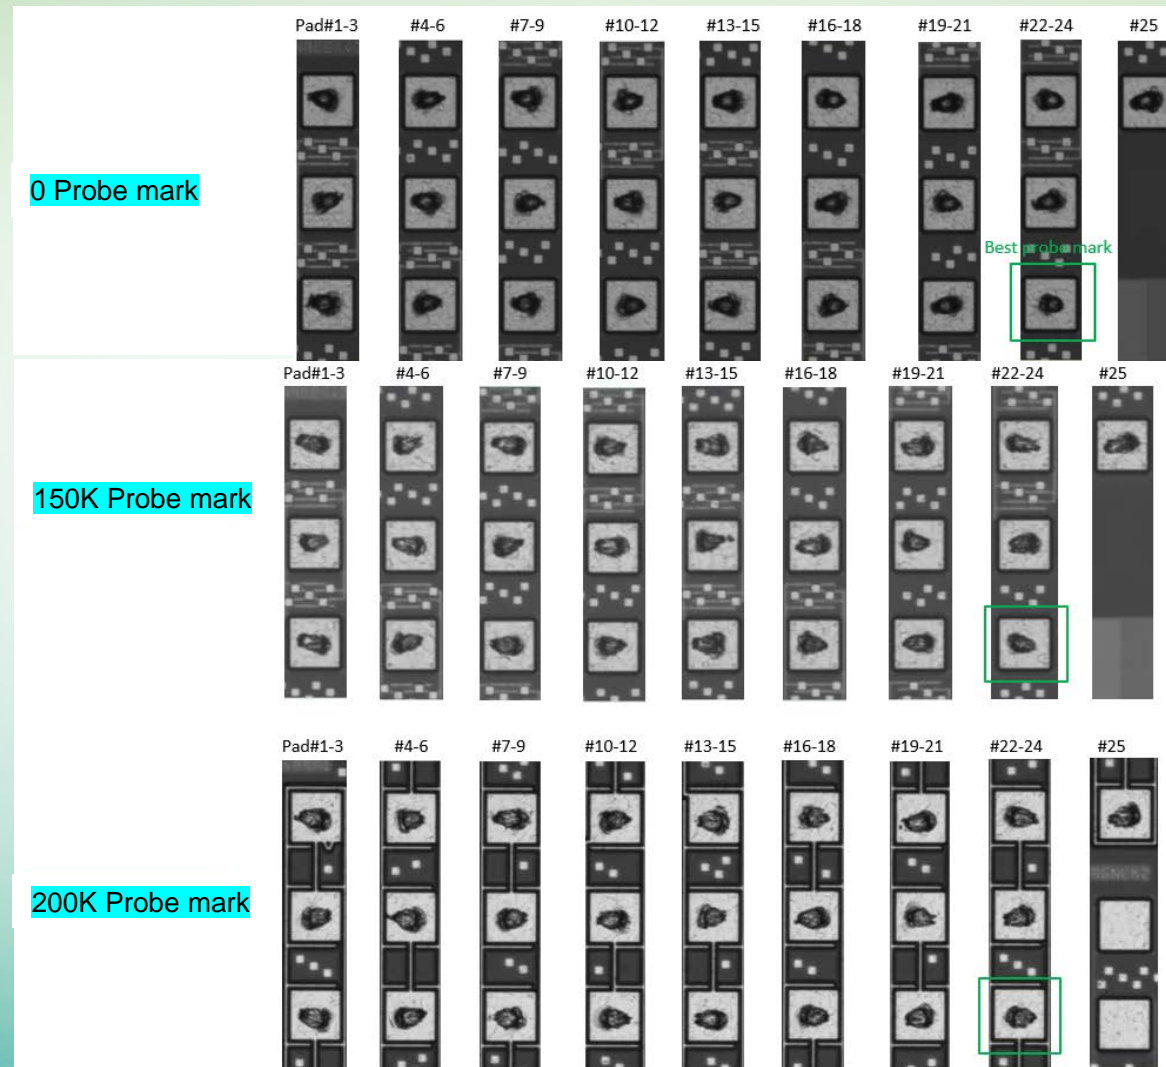 Pad#1-3 #4-6 #7-9 #10-12 #13-15 #16-18 #19-21 #22-24 #25
0 Probe mark
Best probe mark
Pad#1-3 #4-6 #7-9 #10-12 #13-15 #16-18 #19-21 #22-24 #25
150K Probe mark
Pad#1-3 #4-6 #7-9 #10-12 #13-15 #16-18 #19-21 #22-24 #25
200K Probe mark